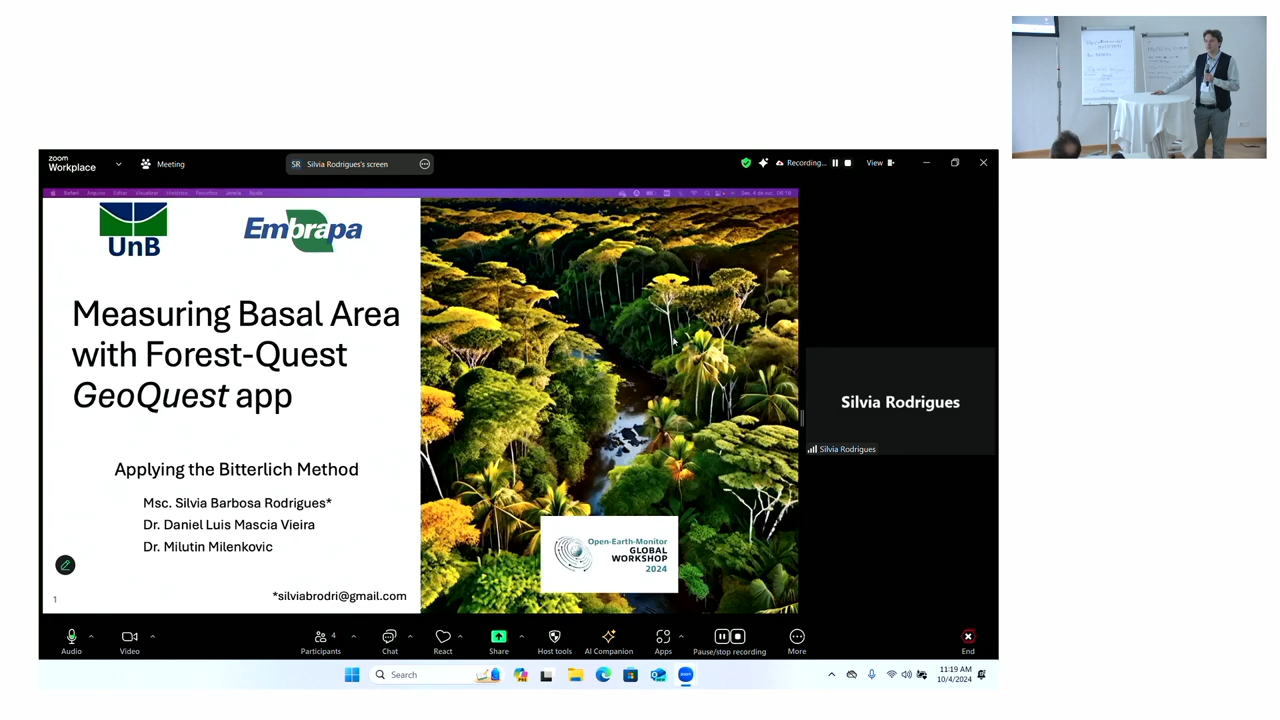 zoom
Workplace
Meeting
SR Silvia Rodrigues's screen
Recording...
View
UnB
Embrapa
Measuring Basal Area
with Forest-Quest
GeoQuest app
Applying the Bitterlich Method
Msc. Silvia Barbosa Rodrigues*
Dr. Daniel Luis Mascia Vieira
Dr. Milutin Milenkovic
*silviabrodri@gmail.com
1
Open-Earth-Monitor
GLOBAL
WORKSHOP
2024
Silvia Rodrigues
Silvia Rodrigues
Audio
Video
4
Participants
Chat
React
Share
Host tools
AI Companion
Apps
Pause/stop recording
More
End
Search
zoom
11:19 AM
10/4/2024